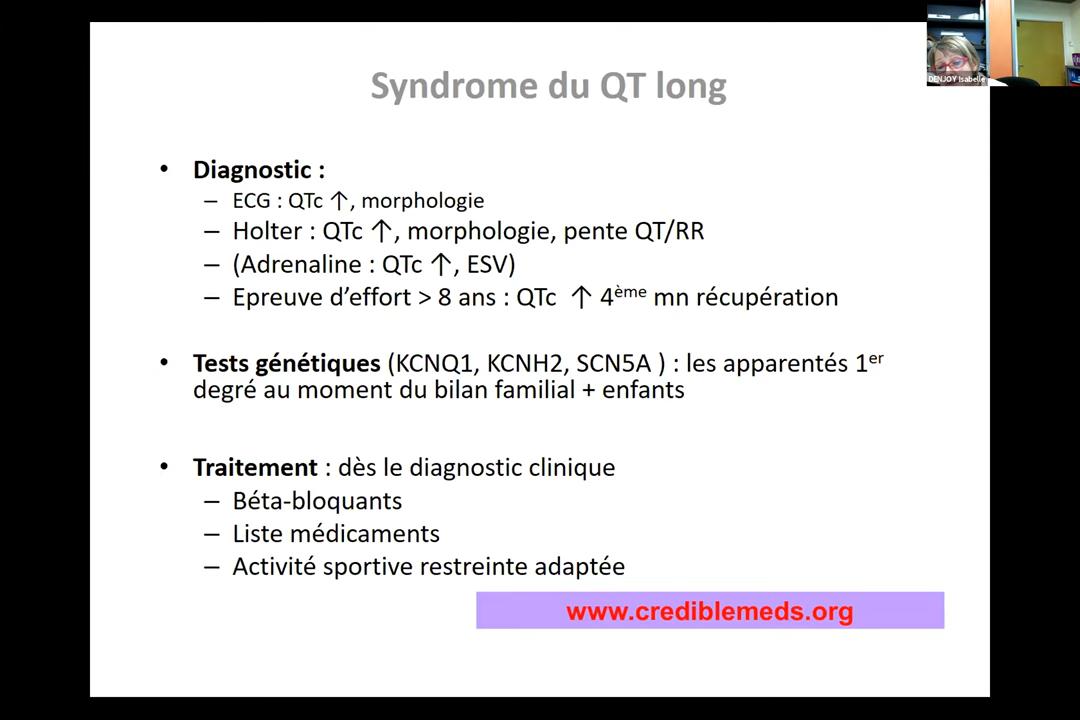 DENJOY Isabelle
Syndrome du QT long
• Diagnostic :
– ECG : QTc ↑, morphologie
– Holter : QTc ↑, morphologie, pente QT/RR
– (Adrenaline : QTc ↑, ESV)
– Epreuve d’effort > 8 ans : QTc ↑ 4ème mn récupération
• Tests génétiques (KCNQ1, KCNH2, SCN5A ) : les apparentés 1er
degré au moment du bilan familial + enfants
• Traitement : dès le diagnostic clinique
– Béta-bloquants
– Liste médicaments
– Activité sportive restreinte adaptée
www.crediblemeds.org